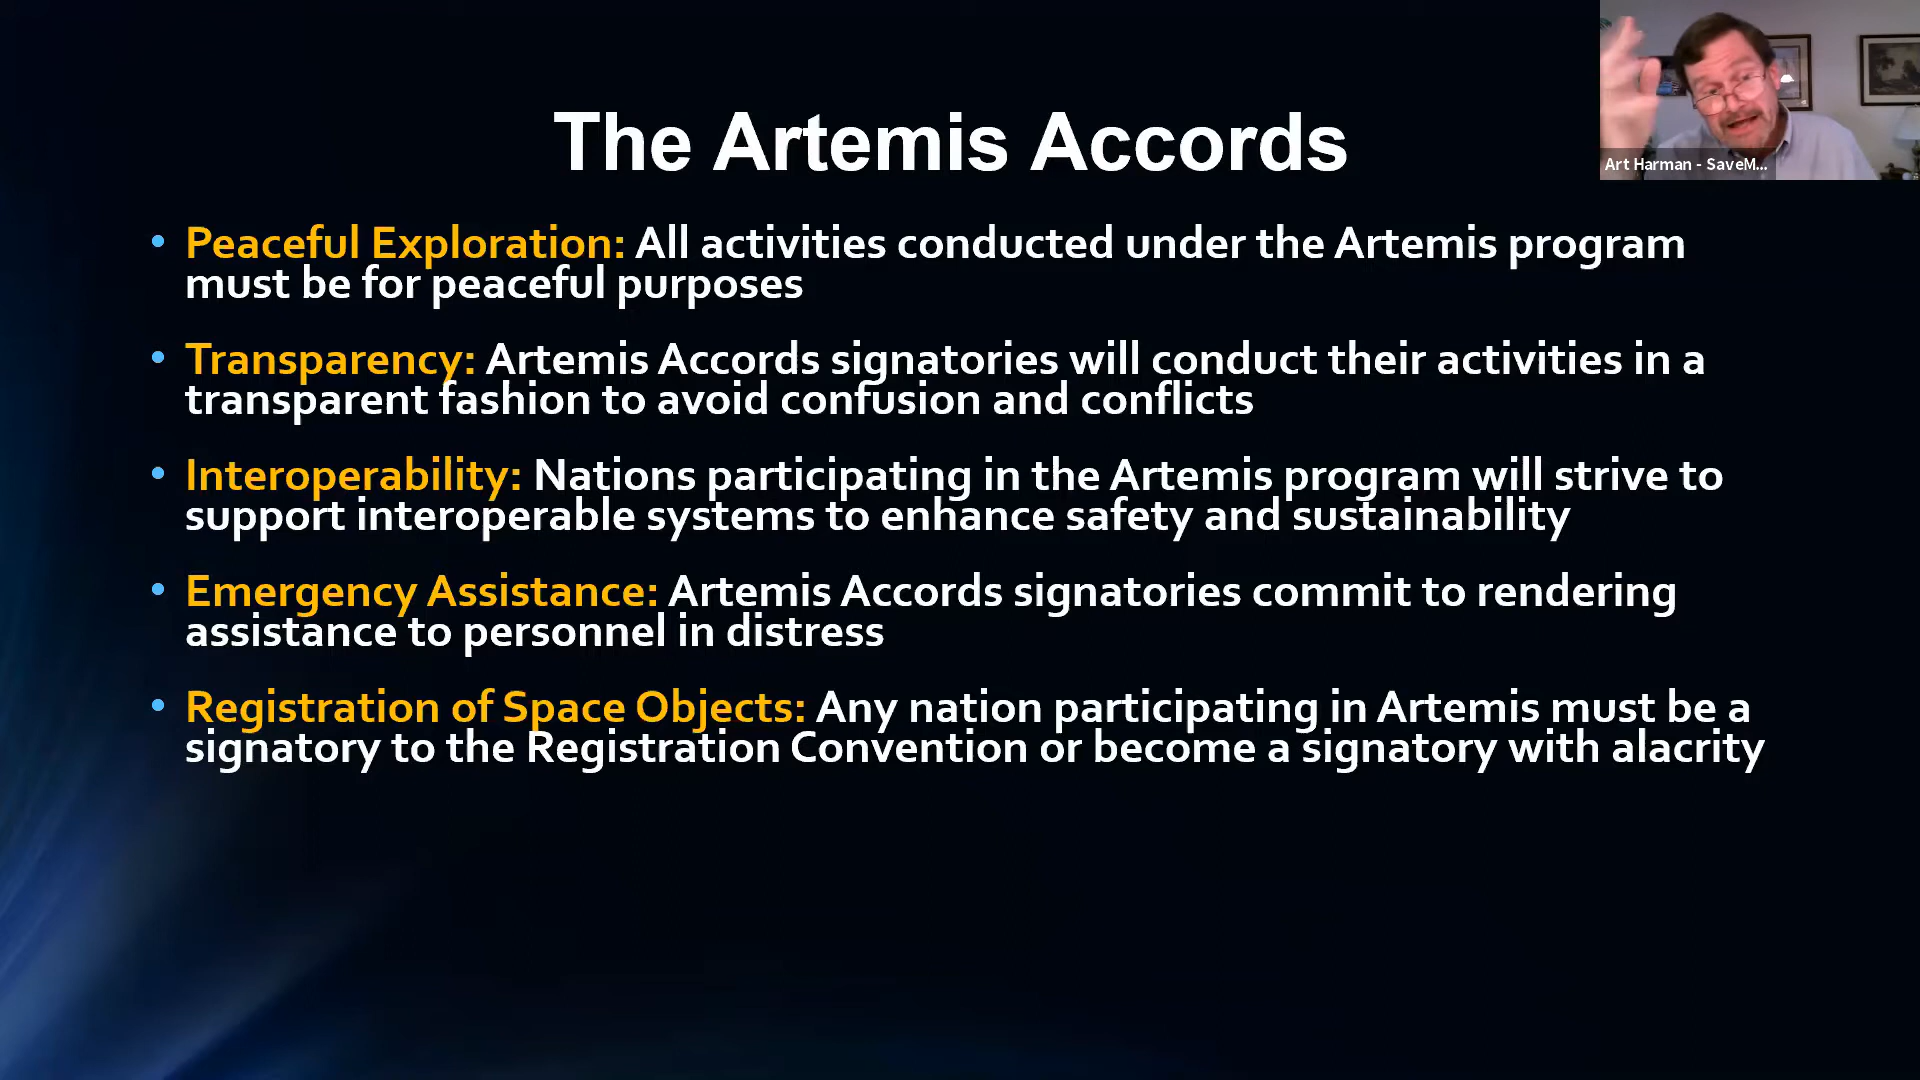 The Artemis Accords
Art Harman - SaveM...
• Peaceful Exploration: All activities conducted under the Artemis program
must be for peaceful purposes
• Transparency: Artemis Accords signatories will conduct their activities in a
transparent fashion to avoid confusion and conflicts
• Interoperability: Nations participating in the Artemis program will strive to
support interoperable systems to enhance safety and sustainability
• Emergency Assistance: Artemis Accords signatories commit to rendering
assistance to personnel in distress
• Registration of Space Objects: Any nation participating in Artemis must be a
signatory to the Registration Convention or become a signatory with alacrity